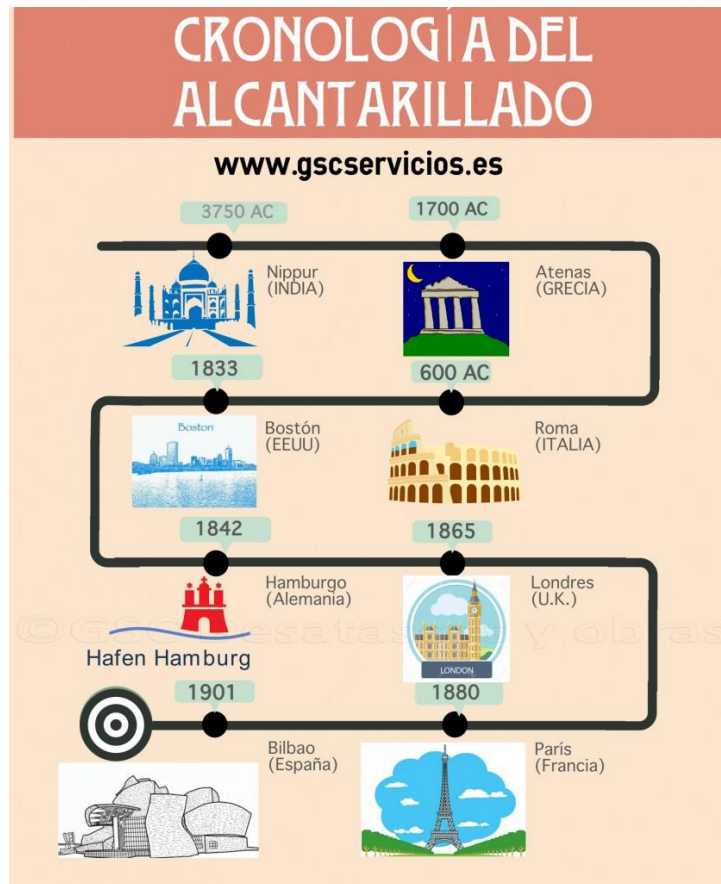 CRONOLOGÍA DEL
ALCANTARILLADO
www.gscservicios.es
3750 AC
Nippur
(INDIA)
1700 AC
Atenas
(GRECIA)
600 AC
Roma
(ITALIA)
1833
Boston
Bostón
(EEUU)
1842
Hamburgo
(Alemania)
Hafen Hamburg
1865
Londres
(U.K.)
LONDON
y obras
1880
París
(Francia)
1901
Bilbao
(España)